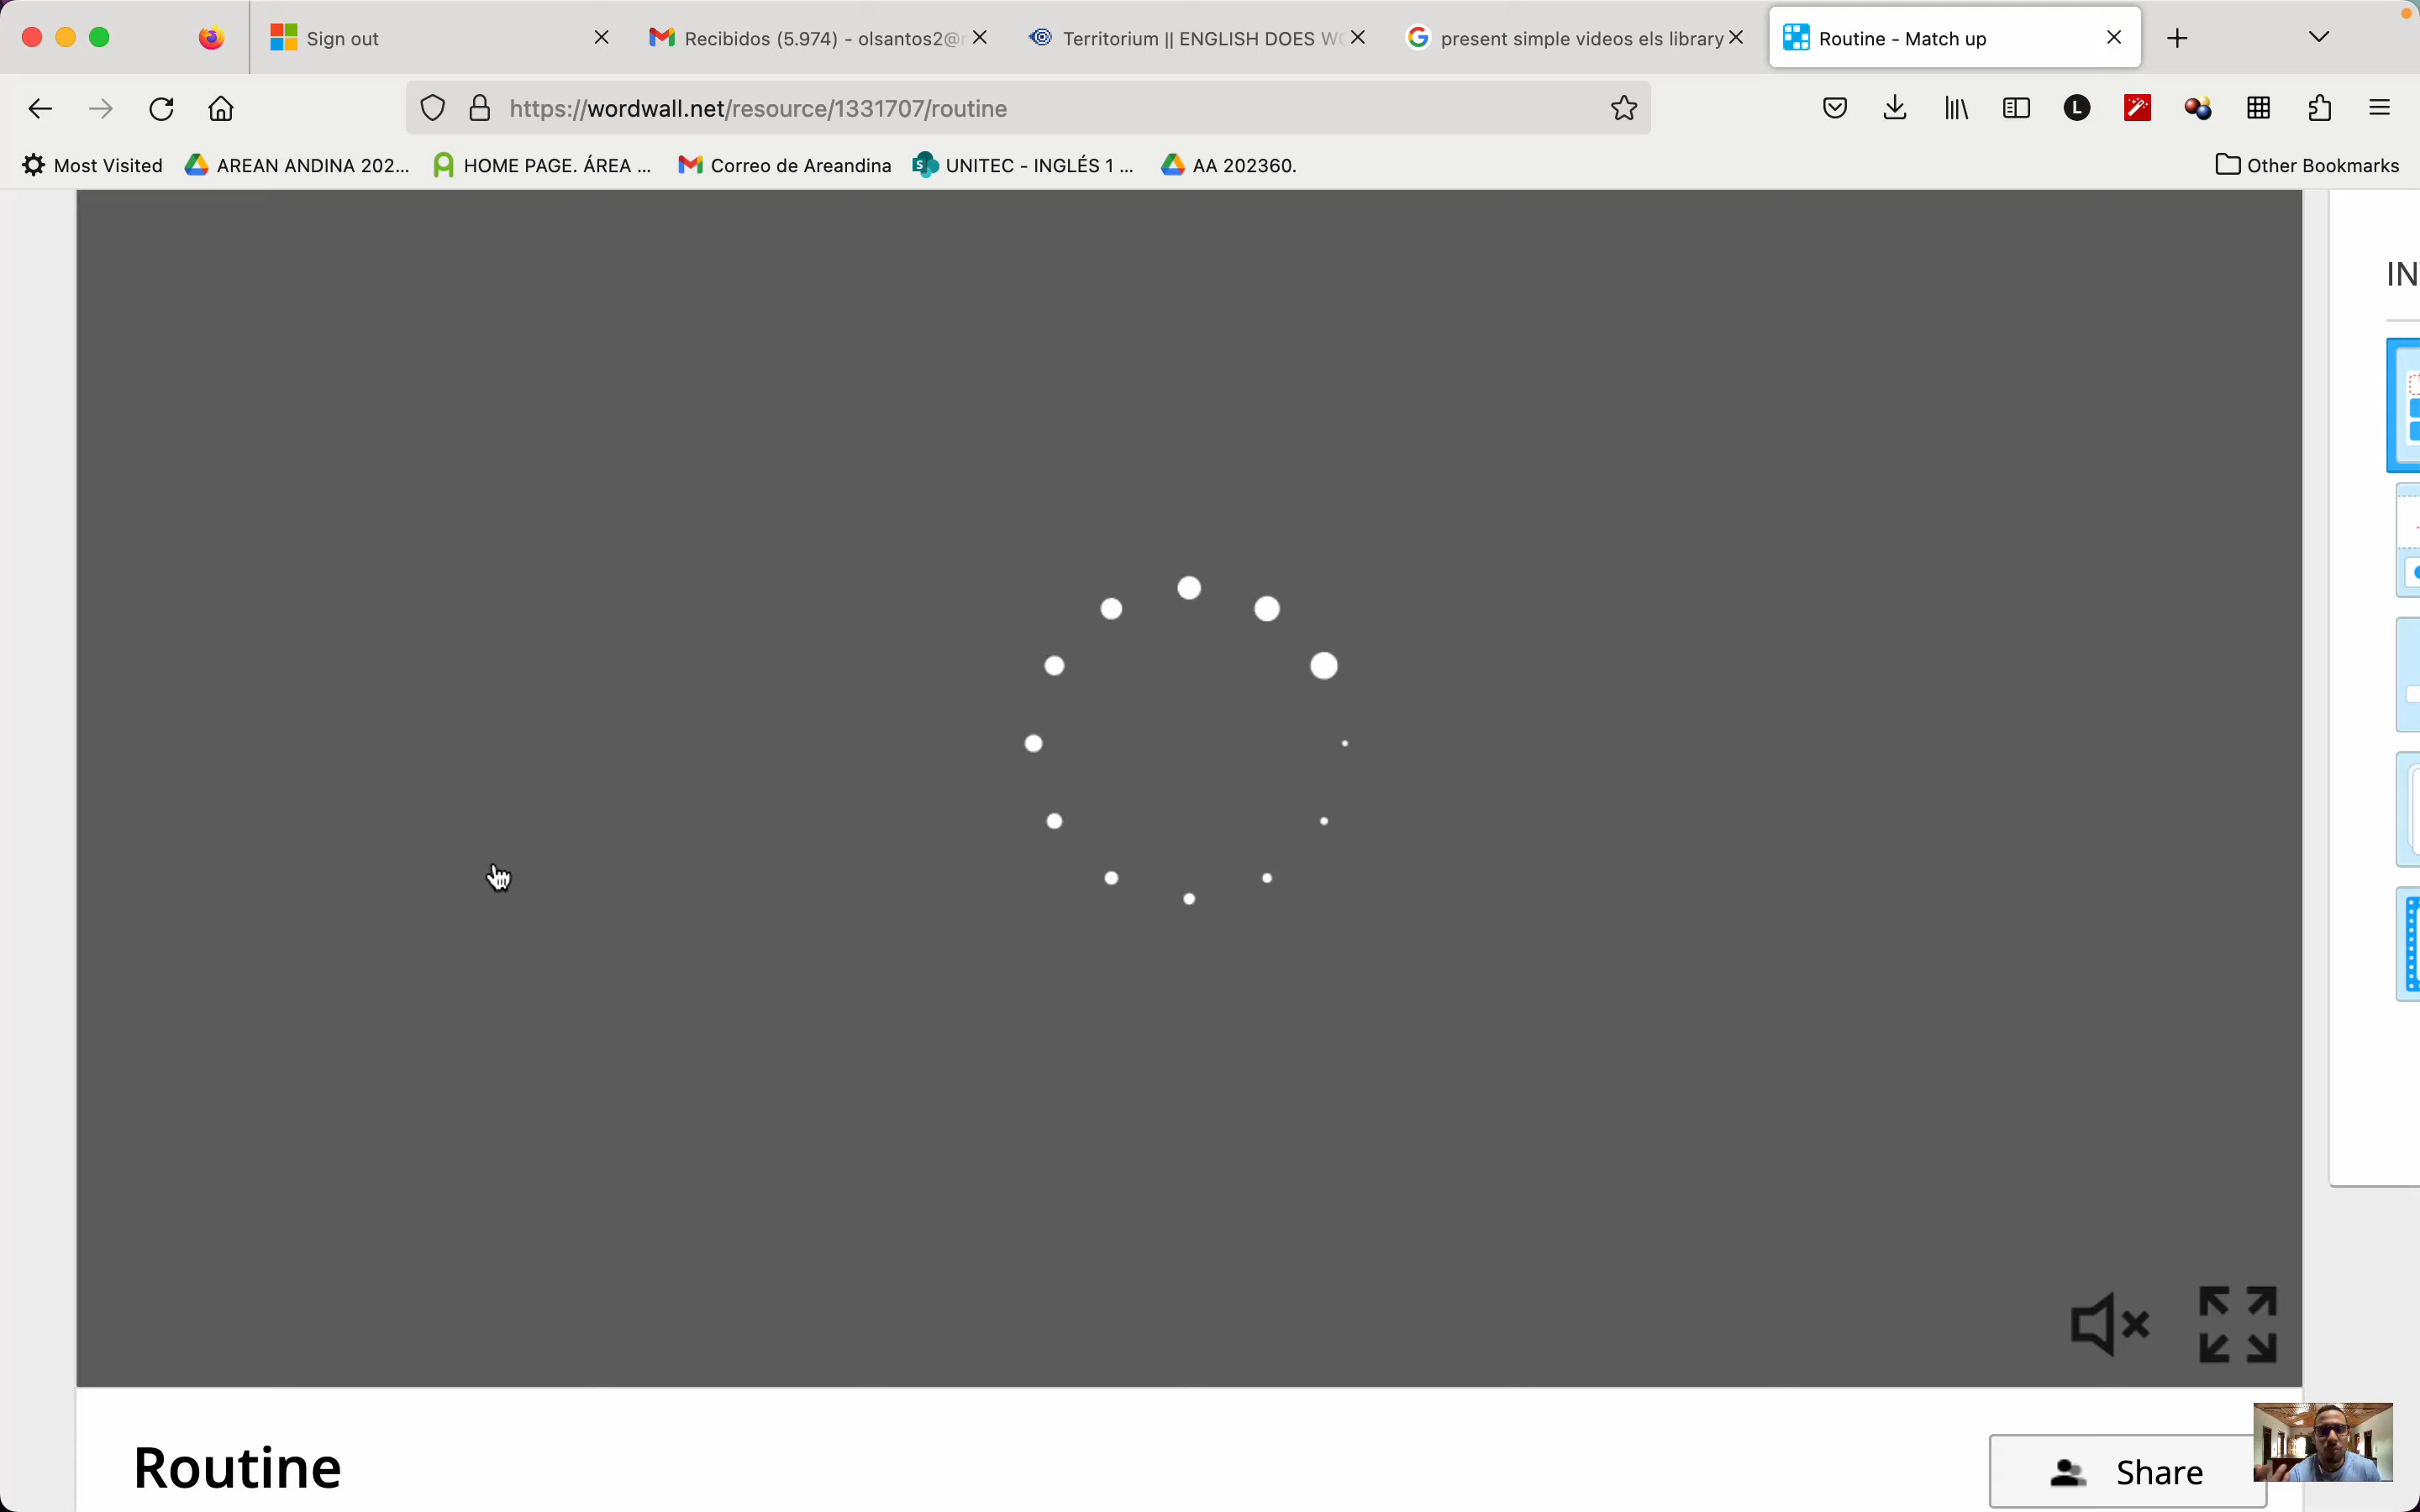 Sign out
Recibidos (5.974) - olsantos2@
Territorium || ENGLISH DOES WO
present simple videos els library
Routine - Match up
https://wordwall.net/resource/1331707/routine
L
Most Visited
AREAN ANDINA 202...
HOME PAGE. ÁREA ...
Correo de Areandina
S UNITEC - INGLÉS 1 ...
AA 202360.
Other Bookmarks
IN
Routine
Share